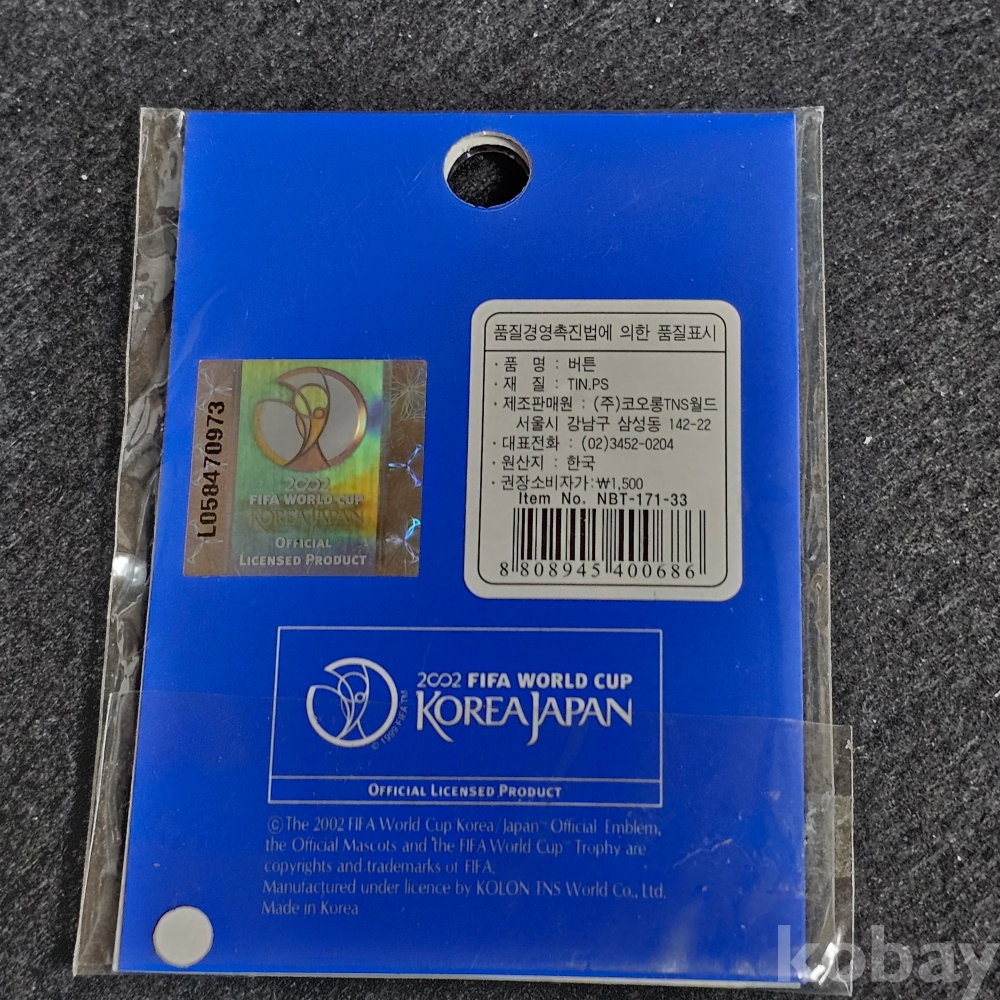 품질경영촉진법에 의한 품질표시
· 품 명 : 버튼
· 재 질 : TIN.PS
· 제조판매원 : (주)코오롱TNS월드
서울시 강남구 삼성동 142-22
· 대표전화 : (02)3452-0204
· 원산지 : 한국
· 권장소비자가:₩1,500
Item No. NBT-171-33
8 808945 400686
L058470973
2002
FIFA WORLD CUP
KOREA JAPAN
OFFICIAL
LICENSED PRODUCT
2002 FIFA WORLD CUP
KOREA JAPAN
© 1999 FIFA™
OFFICIAL LICENSED PRODUCT
©The 2002 FIFA World Cup Korea/Japan™ Official Emblem,
the Official Mascots and The FIFA World Cup™ Trophy are
copyrights and trademarks of FIFA.
Manufactured under licence by KOLON TNS World Co., Ltd.
Made in Korea
kobay